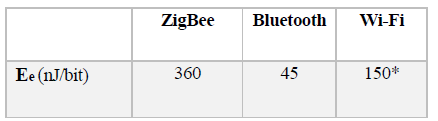 ZigBee Bluetooth Wi-Fi
Ee (nJ/bit) 360 45 150*